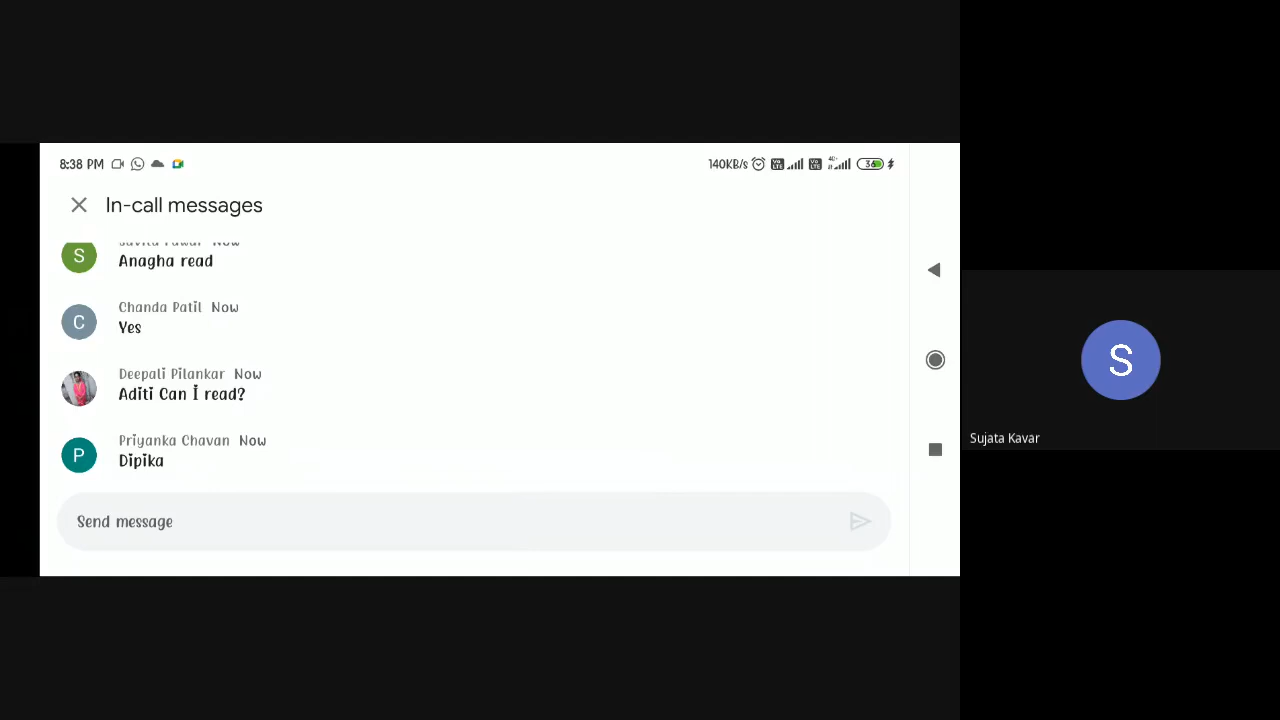 8:38 PM
140KB/s
36
In-call messages
S
Anagha read
C
Chanda Patil Now
Yes
Deepali Pilankar Now
Aditi Can I read?
P
Priyanka Chavan Now
Dipika
Send message
S
Sujata Kavar